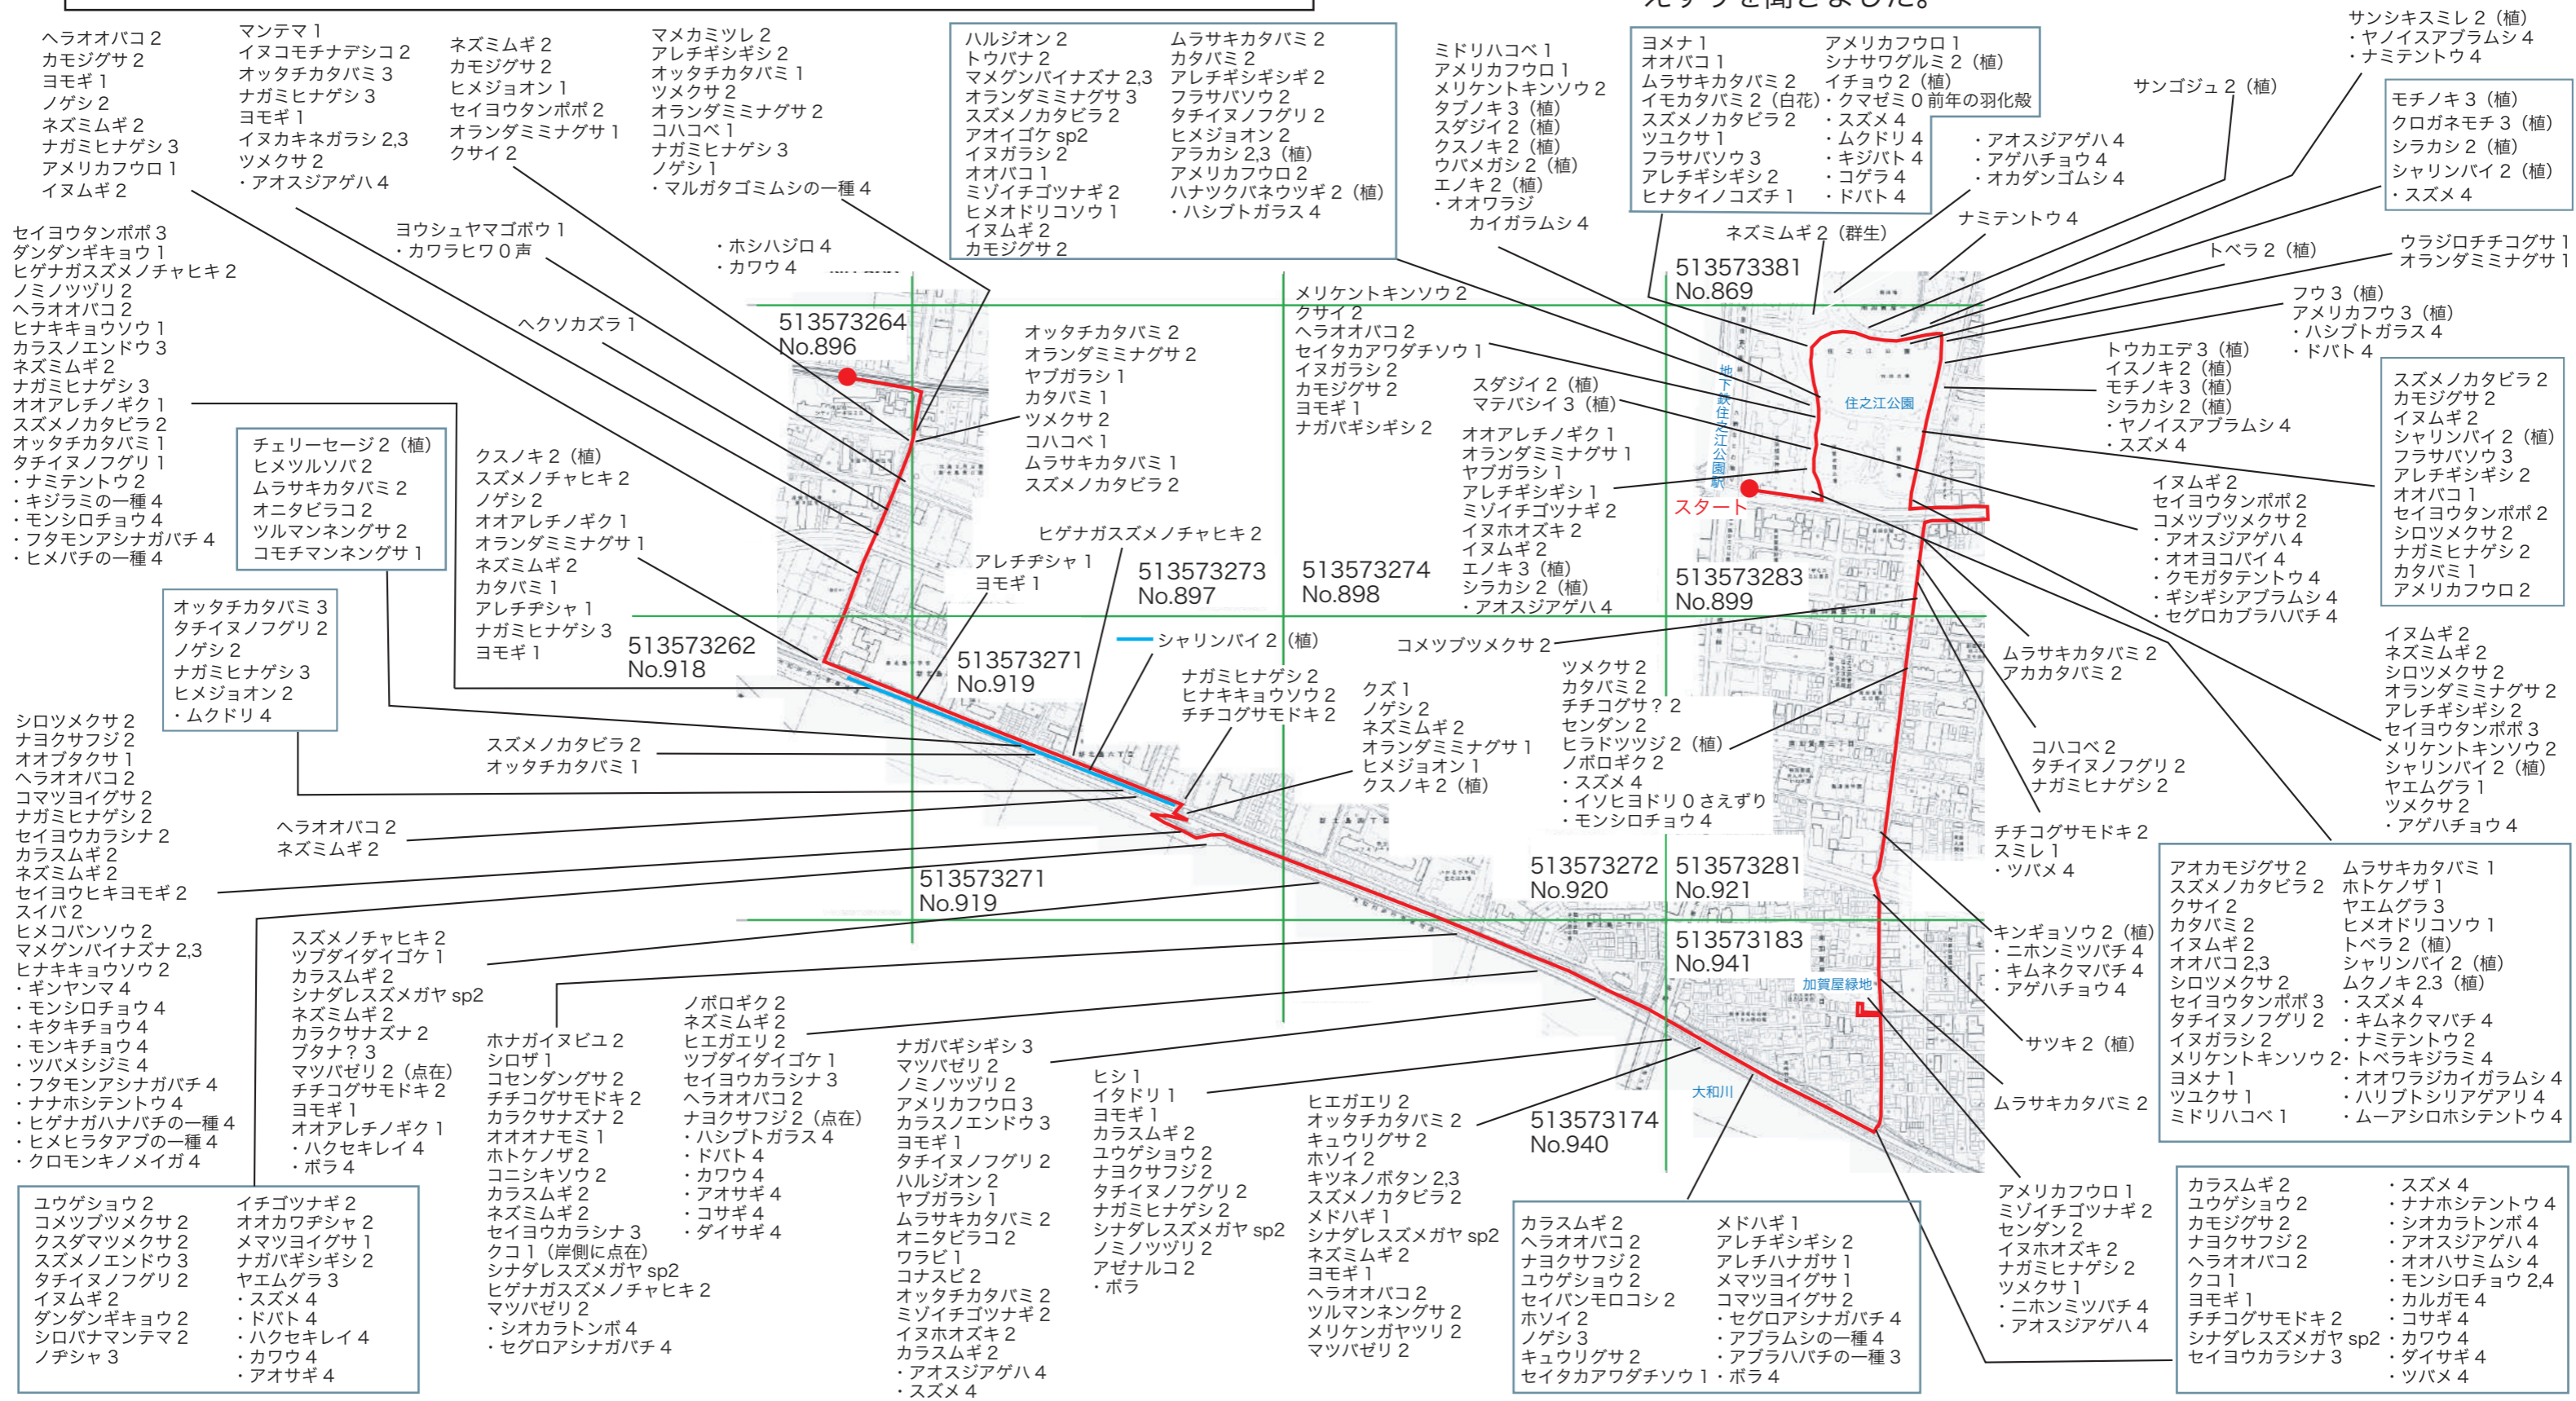 えずりを聞きました。
ヘラオオバコ 2
カモジグサ 2
ヨモギ 1
ノゲシ 2
ネズミムギ 2
ナガミヒナゲシ 3
アメリカフウロ 1
イヌムギ 2
マンテマ 1
イヌコモチナデシコ 2
オッタチカタバミ 3
ナガミヒナゲシ 3
ヨモギ 1
イヌカキネガラシ 2,3
ツメクサ 2
・アオスジアゲハ 4
ネズミムギ 2
カモジグサ 2
ヒメジョオン 1
セイヨウタンポポ 2
オランダミミナグサ 1
クサイ 2
マメカミツレ 2
アレチギシギシ 2
オッタチカタバミ 1
ツメクサ 2
オランダミミナグサ 2
コハコベ 1
ナガミヒナゲシ 3
ノゲシ 1
・マルガタゴミムシの一種 4
ハルジオン 2
トウバナ 2
マメグンバイナズナ 2,3
オランダミミナグサ 3
スズメノカタビラ 2
アオイゴケ sp2
イヌガラシ 2
オオバコ 1
ミゾイチゴツナギ 2
ヒメオドリコソウ 1
イヌムギ 2
カモジグサ 2
ムラサキカタバミ 2
カタバミ 2
アレチギシギシギ 2
フラサバソウ 2
タチイヌノフグリ 2
ヒメジョオン 2
アラカシ 2,3（植）
アメリカフウロ 2
ハナツクバネウツギ 2（植）
・ハシブトガラス 4
ミドリハコベ 1
アメリカフウロ 1
メリケントキンソウ 2
タブノキ 3（植）
スダジイ 2（植）
クスノキ 2（植）
ウバメガシ 2（植）
エノキ 2（植）
・オオワラジ
カイガラムシ 4
ヨメナ 1
オオバコ 1
ムラサキカタバミ 2
イモカタバミ 2（白花）
スズメノカタビラ 2
ツユクサ 1
フラサバソウ 3
アレチギシギシ 2
ヒナタイノコズチ 1
アメリカフウロ 1
シナサワグルミ 2（植）
イチョウ 2（植）
・クマゼミ 0 前年の羽化殻
・スズメ 4
・ムクドリ 4
・キジバト 4
・コゲラ 4
・ドバト 4
・アオスジアゲハ 4
・アゲハチョウ 4
・オカダンゴムシ 4
ナミテントウ 4
ネズミムギ 2（群生）
サンゴジュ 2（植）
サンシキスミレ 2（植）
・ヤノイスアブラムシ 4
・ナミテントウ 4
モチノキ 3（植）
クロガネモチ 3（植）
シラカシ 2（植）
シャリンバイ 2（植）
・スズメ 4
トベラ 2（植）
ウラジロチチコグサ 1
オランダミミナグサ 1
フウ 3（植）
アメリカフウ 3（植）
・ハシブトガラス 4
・ドバト 4
トウカエデ 3（植）
イスノキ 2（植）
モチノキ 3（植）
シラカシ 2（植）
・ヤノイスアブラムシ 4
・スズメ 4
スズメノカタビラ 2
カモジグサ 2
イヌムギ 2
シャリンバイ 2（植）
フラサバソウ 3
アレチギシギシ 2
オオバコ 1
セイヨウタンポポ 2
シロツメクサ 2
ナガミヒナゲシ 2
カタバミ 1
アメリカフウロ 2
セイヨウタンポポ 3
ダンダンギキョウ 1
ヒゲナガスズメノチャヒキ 2
ノミノツヅリ 2
ヘラオオバコ 2
ヒナキキョウソウ 1
カラスノエンドウ 3
ネズミムギ 2
ナガミヒナゲシ 3
オオアレチノギク 1
スズメノカタビラ 2
オッタチカタバミ 1
タチイヌノフグリ 1
・ナミテントウ 2
・キジラミの一種 4
・モンシロチョウ 4
・フタモンアシナガバチ 4
・ヒメバチの一種 4
ヨウシュヤマゴボウ 1
・カワラヒワ 0 声
・ホシハジロ 4
・カワウ 4
ヘクソカズラ 1
513573264
No.896
オッタチカタバミ 2
オランダミミナグサ 2
ヤブガラシ 1
カタバミ 1
ツメクサ 2
コハコベ 1
ムラサキカタバミ 1
スズメノカタビラ 2
メリケントキンソウ 2
クサイ 2
ヘラオオバコ 2
セイタカアワダチソウ 1
イヌガラシ 2
カモジグサ 2
ヨモギ 1
ナガバギシギシ 2
スダジイ 2（植）
マテバシイ 3（植）
オオアレチノギク 1
オランダミミナグサ 1
ヤブガラシ 1
アレチギシギシ 1
ミゾイチゴツナギ 2
イヌホオズキ 2
イヌムギ 2
エノキ 3（植）
シラカシ 2（植）
・アオスジアゲハ 4
513573381
No.869
地下鉄住之江公園駅
住之江公園
スタート
チェリーセージ 2（植）
ヒメツルソバ 2
ムラサキカタバミ 2
オニタビラコ 2
ツルマンネングサ 2
コモチマンネングサ 1
クスノキ 2（植）
スズメノチャヒキ 2
ノゲシ 2
オオアレチノギク 1
オランダミミナグサ 1
ネズミムギ 2
カタバミ 1
アレチヂシャ 1
ナガミヒナゲシ 3
ヨモギ 1
ヒゲナガスズメノチャヒキ 2
アレチヂシャ 1
ヨモギ 1
513573273
No.897
513573274
No.898
513573283
No.899
イヌムギ 2
セイヨウタンポポ 2
コメツブツメクサ 2
・アオスジアゲハ 4
・オオヨコバイ 4
・クモガタテントウ 4
・ギシギシアブラムシ 4
・セグロカブラハバチ 4
オッタチカタバミ 3
タチイヌノフグリ 2
ノゲシ 2
ナガミヒナゲシ 3
ヒメジョオン 2
・ムクドリ 4
513573262
No.918
513573271
No.919
シャリンバイ 2（植）
コメツブツメクサ 2
ナガミヒナゲシ 2
ヒナキキョウソウ 2
チチコグサモドキ 2
クズ 1
ノゲシ 2
ネズミムギ 2
オランダミミナグサ 1
ヒメジョオン 1
クスノキ 2（植）
ツメクサ 2
カタバミ 2
チチコグサ？ 2
センダン 2
ヒラドツツジ 2（植）
ノボロギク 2
・スズメ 4
・イソヒヨドリ 0 さえずり
・モンシロチョウ 4
ムラサキカタバミ 2
アカカタバミ 2
コハコベ 2
タチイヌノフグリ 2
ナガミヒナゲシ 2
チチコグサモドキ 2
スミレ 1
・ツバメ 4
イヌムギ 2
ネズミムギ 2
シロツメクサ 2
オランダミミナグサ 2
アレチギシギシ 2
セイヨウタンポポ 3
メリケントキンソウ 2
シャリンバイ 2（植）
ヤエムグラ 1
ツメクサ 2
・アゲハチョウ 4
スズメノカタビラ 2
オッタチカタバミ 1
ヘラオオバコ 2
ネズミムギ 2
シロツメクサ 2
ナヨクサフジ 2
オオブタクサ 1
ヘラオオバコ 2
コマツヨイグサ 2
ナガミヒナゲシ 2
セイヨウカラシナ 2
カラスムギ 2
ネズミムギ 2
セイヨウヒキヨモギ 2
スイバ 2
ヒメコバンソウ 2
マメグンバイナズナ 2,3
ヒナキキョウソウ 2
・ギンヤンマ 4
・モンシロチョウ 4
・キタキチョウ 4
・モンキチョウ 4
・ツバメシジミ 4
・フタモンアシナガバチ 4
・ナナホシテントウ 4
・ヒゲナガハナバチの一種 4
・ヒメヒラタアブの一種 4
・クロモンキノメイガ 4
513573271
No.919
513573272
No.920
513573281
No.921
513573183
No.941
加賀屋緑地
大和川
513573174
No.940
スズメノチャヒキ 2
ツブダイダイゴケ 1
カラスムギ 2
シナダレスズメガヤ sp2
ネズミムギ 2
カラクサナズナ 2
ブタナ？ 3
マツバゼリ 2（点在）
チチコグサモドキ 2
ヨモギ 1
オオアレチノギク 1
・ハクセキレイ 4
・ボラ 4
ホナガイヌビユ 2
シロザ 1
コセンダングサ 2
チチコグサモドキ 2
カラクサナズナ 2
オオオナモミ 1
ホトケノザ 2
コニシキソウ 2
カラスムギ 2
ネズミムギ 2
セイヨウカラシナ 3
クコ 1（岸側に点在）
シナダレスズメガヤ sp2
ヒゲナガスズメノチャヒキ 2
マツバゼリ 2
・シオカラトンボ 4
・セグロアシナガバチ 4
ノボロギク 2
ネズミムギ 2
ヒエガエリ 2
ツブダイダイゴケ 1
セイヨウカラシナ 3
ヘラオオバコ 2
ナヨクサフジ 2（点在）
・ハシブトガラス 4
・ドバト 4
・カワウ 4
・アオサギ 4
・コサギ 4
・ダイサギ 4
ナガバギシギシ 3
マツバゼリ 2
ノミノツヅリ 2
アメリカフウロ 3
カラスノエンドウ 3
ヨモギ 1
タチイヌノフグリ 2
ハルジオン 2
ヤブガラシ 1
ムラサキカタバミ 2
オニタビラコ 2
ワラビ 1
コナスビ 2
オッタチカタバミ 2
ミゾイチゴツナギ 2
イヌホオズキ 2
カラスムギ 2
・アオスジアゲハ 4
・スズメ 4
ヒシ 1
イタドリ 1
ヨモギ 1
カラスムギ 2
ユウゲショウ 2
ナヨクサフジ 2
タチイヌノフグリ 2
ナガミヒナゲシ 2
シナダレスズメガヤ sp2
ノミノツヅリ 2
アゼナルコ 2
・ボラ
ヒエガエリ 2
オッタチカタバミ 2
キュウリグサ 2
ホソイ 2
キツネノボタン 2,3
スズメノカタビラ 2
メドハギ 1
シナダレスズメガヤ sp2
ネズミムギ 2
ヨモギ 1
ヘラオオバコ 2
ツルマンネングサ 2
メリケンガヤツリ 2
マツバゼリ 2
キンギョソウ 2（植）
・ニホンミツバチ 4
・キムネクマバチ 4
・アゲハチョウ 4
サツキ 2（植）
ムラサキカタバミ 2
アオカモジグサ 2
スズメノカタビラ 2
クサイ 2
カタバミ 2
イヌムギ 2
オオバコ 2,3
シロツメクサ 2
セイヨウタンポポ 3
タチイヌノフグリ 2
イヌガラシ 2
メリケントキンソウ 2
ヨメナ 1
ツユクサ 1
ミドリハコベ 1
ムラサキカタバミ 1
ホトケノザ 1
ヤエムグラ 3
ヒメオドリコソウ 1
トベラ 2（植）
シャリンバイ 2（植）
ムクノキ 2.3（植）
・スズメ 4
・キムネクマバチ 4
・ナミテントウ 2
・トベラキジラミ 4
・オオワラジカイガラムシ 4
・ハリブトシリアゲアリ 4
・ムーアシロホシテントウ 4
ユウゲショウ 2
コメツブツメクサ 2
クスダマツメクサ 2
スズメノエンドウ 3
タチイヌノフグリ 2
イヌムギ 2
ダンダンギキョウ 2
シロバナマンテマ 2
ノヂシャ 3
イチゴツナギ 2
オオカワヂシャ 2
メマツヨイグサ 1
ナガバギシギシ 2
ヤエムグラ 3
・スズメ 4
・ドバト 4
・ハクセキレイ 4
・カワウ 4
・アオサギ 4
カラスムギ 2
ヘラオオバコ 2
ナヨクサフジ 2
ユウゲショウ 2
セイバンモロコシ 2
ホソイ 2
ノゲシ 3
キュウリグサ 2
セイタカアワダチソウ 1
メドハギ 1
アレチギシギシ 2
アレチハナガサ 1
メマツヨイグサ 1
コマツヨイグサ 2
・セグロアシナガバチ 4
・アブラムシの一種 4
・アブラハバチの一種 3
・ボラ 4
アメリカフウロ 1
ミゾイチゴツナギ 2
センダン 2
イヌホオズキ 2
ナガミヒナゲシ 2
ツメクサ 1
・ニホンミツバチ 4
・アオスジアゲハ 4
カラスムギ 2
ユウゲショウ 2
カモジグサ 2
ナヨクサフジ 2
ヘラオオバコ 2
クコ 1
ヨモギ 1
チチコグサモドキ 2
シナダレスズメガヤ sp2
セイヨウカラシナ 3
・スズメ 4
・ナナホシテントウ 4
・シオカラトンボ 4
・アオスジアゲハ 4
・オオハサミムシ 4
・モンシロチョウ 2,4
・カルガモ 4
・コサギ 4
・カワウ 4
・ダイサギ 4
・ツバメ 4